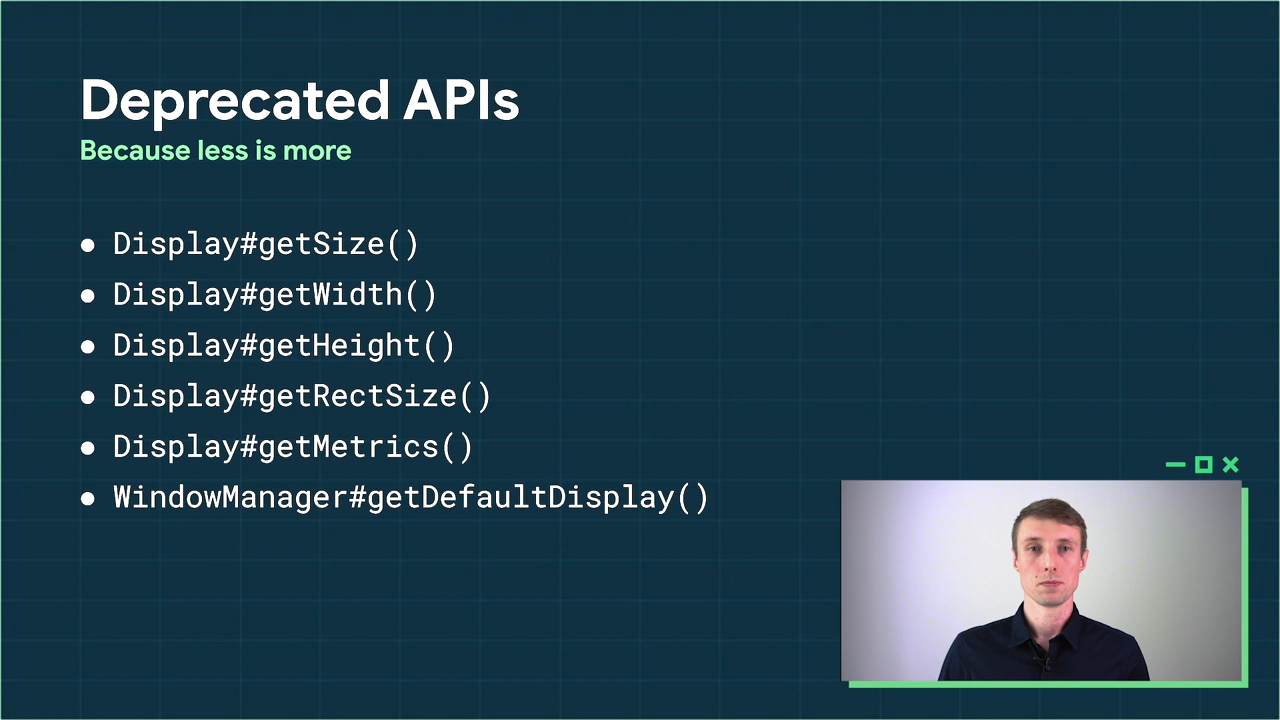 Deprecated APIs
Because less is more
● Display#getSize()
● Display#getWidth()
● Display#getHeight()
● Display#getRectSize()
● Display#getMetrics()
● WindowManager#getDefaultDisplay()